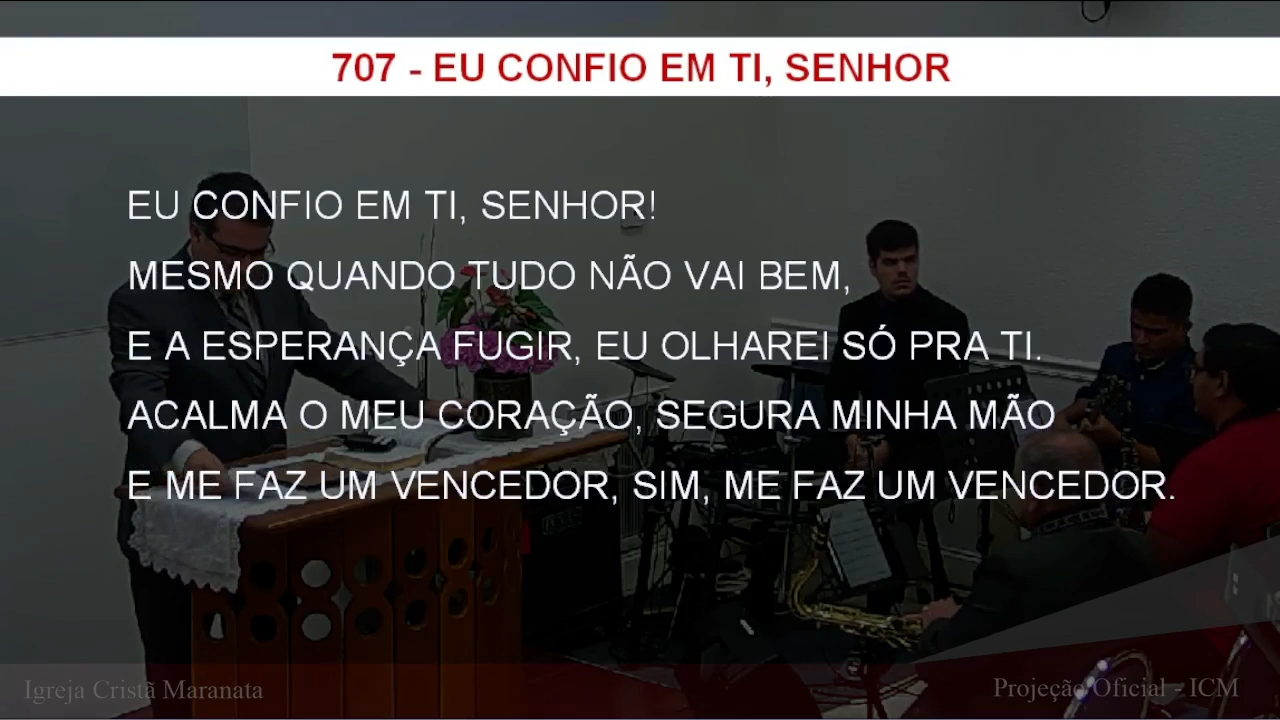 707 - EU CONFIO EM TI, SENHOR
EU CONFIO EM TI, SENHOR!
MESMO QUANDO TUDO NÃO VAI BEM,
E A ESPERANÇA FUGIR, EU OLHAREI SÓ PRA TI.
ACALMA O MEU CORAÇÃO, SEGURA MINHA MÃO
E ME FAZ UM VENCEDOR, SIM, ME FAZ UM VENCEDOR.
Igreja Cristã Maranata
Projeção Oficial - ICM